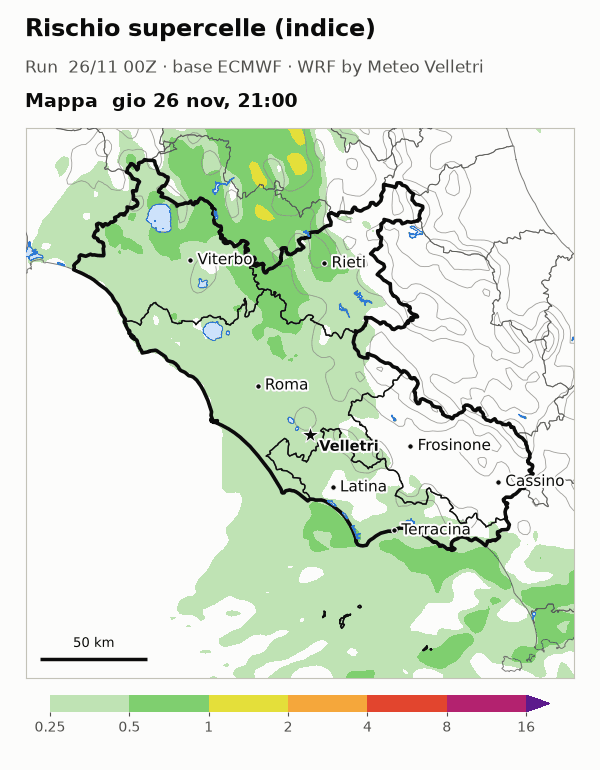 Rischio supercelle (indice)
Run  26/11 00Z · base ECMWF · WRF by Meteo Velletri
Mappa  gio 26 nov, 21:00
Viterbo
Rieti
Roma
Velletri
Frosinone
Cassino
Latina
Terracina
50 km
0.25 0.5 1 2 4 8 16